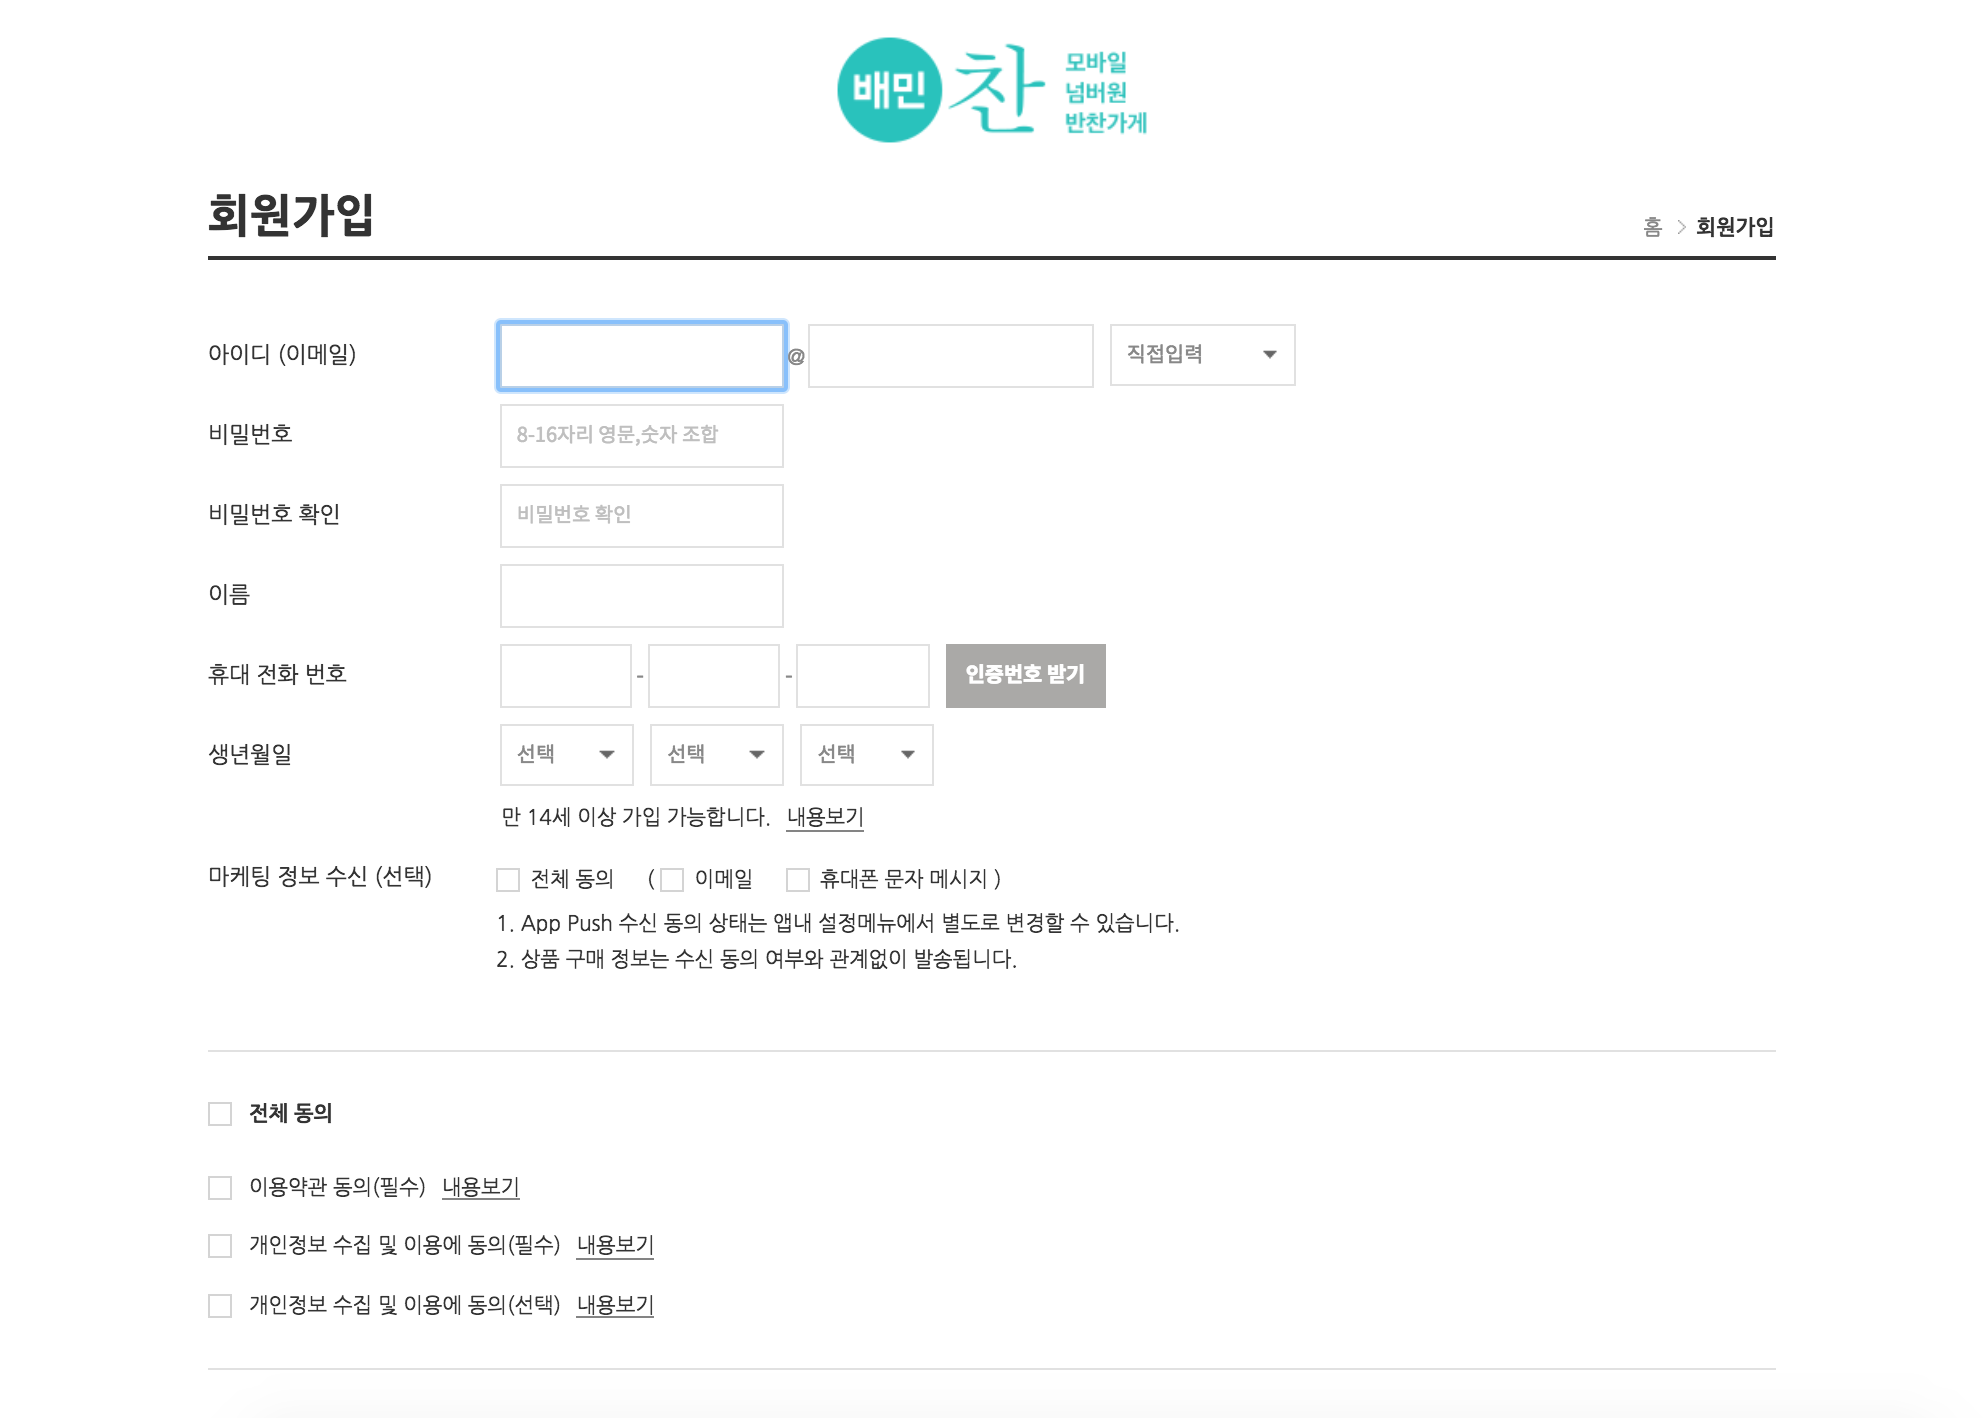 배민찬 모바일
넘버원
반찬가게
회원가입
홈 > 회원가입
아이디 (이메일) @ 직접입력
비밀번호 8-16자리 영문,숫자 조합
비밀번호 확인 비밀번호 확인
이름
휴대 전화 번호 - - 인증번호 받기
생년월일 선택 선택 선택
만 14세 이상 가입 가능합니다. 내용보기
마케팅 정보 수신 (선택) 전체 동의 ( 이메일 휴대폰 문자 메시지 )
1. App Push 수신 동의 상태는 앱내 설정메뉴에서 별도로 변경할 수 있습니다.
2. 상품 구매 정보는 수신 동의 여부와 관계없이 발송됩니다.
전체 동의
이용약관 동의(필수) 내용보기
개인정보 수집 및 이용에 동의(필수) 내용보기
개인정보 수집 및 이용에 동의(선택) 내용보기